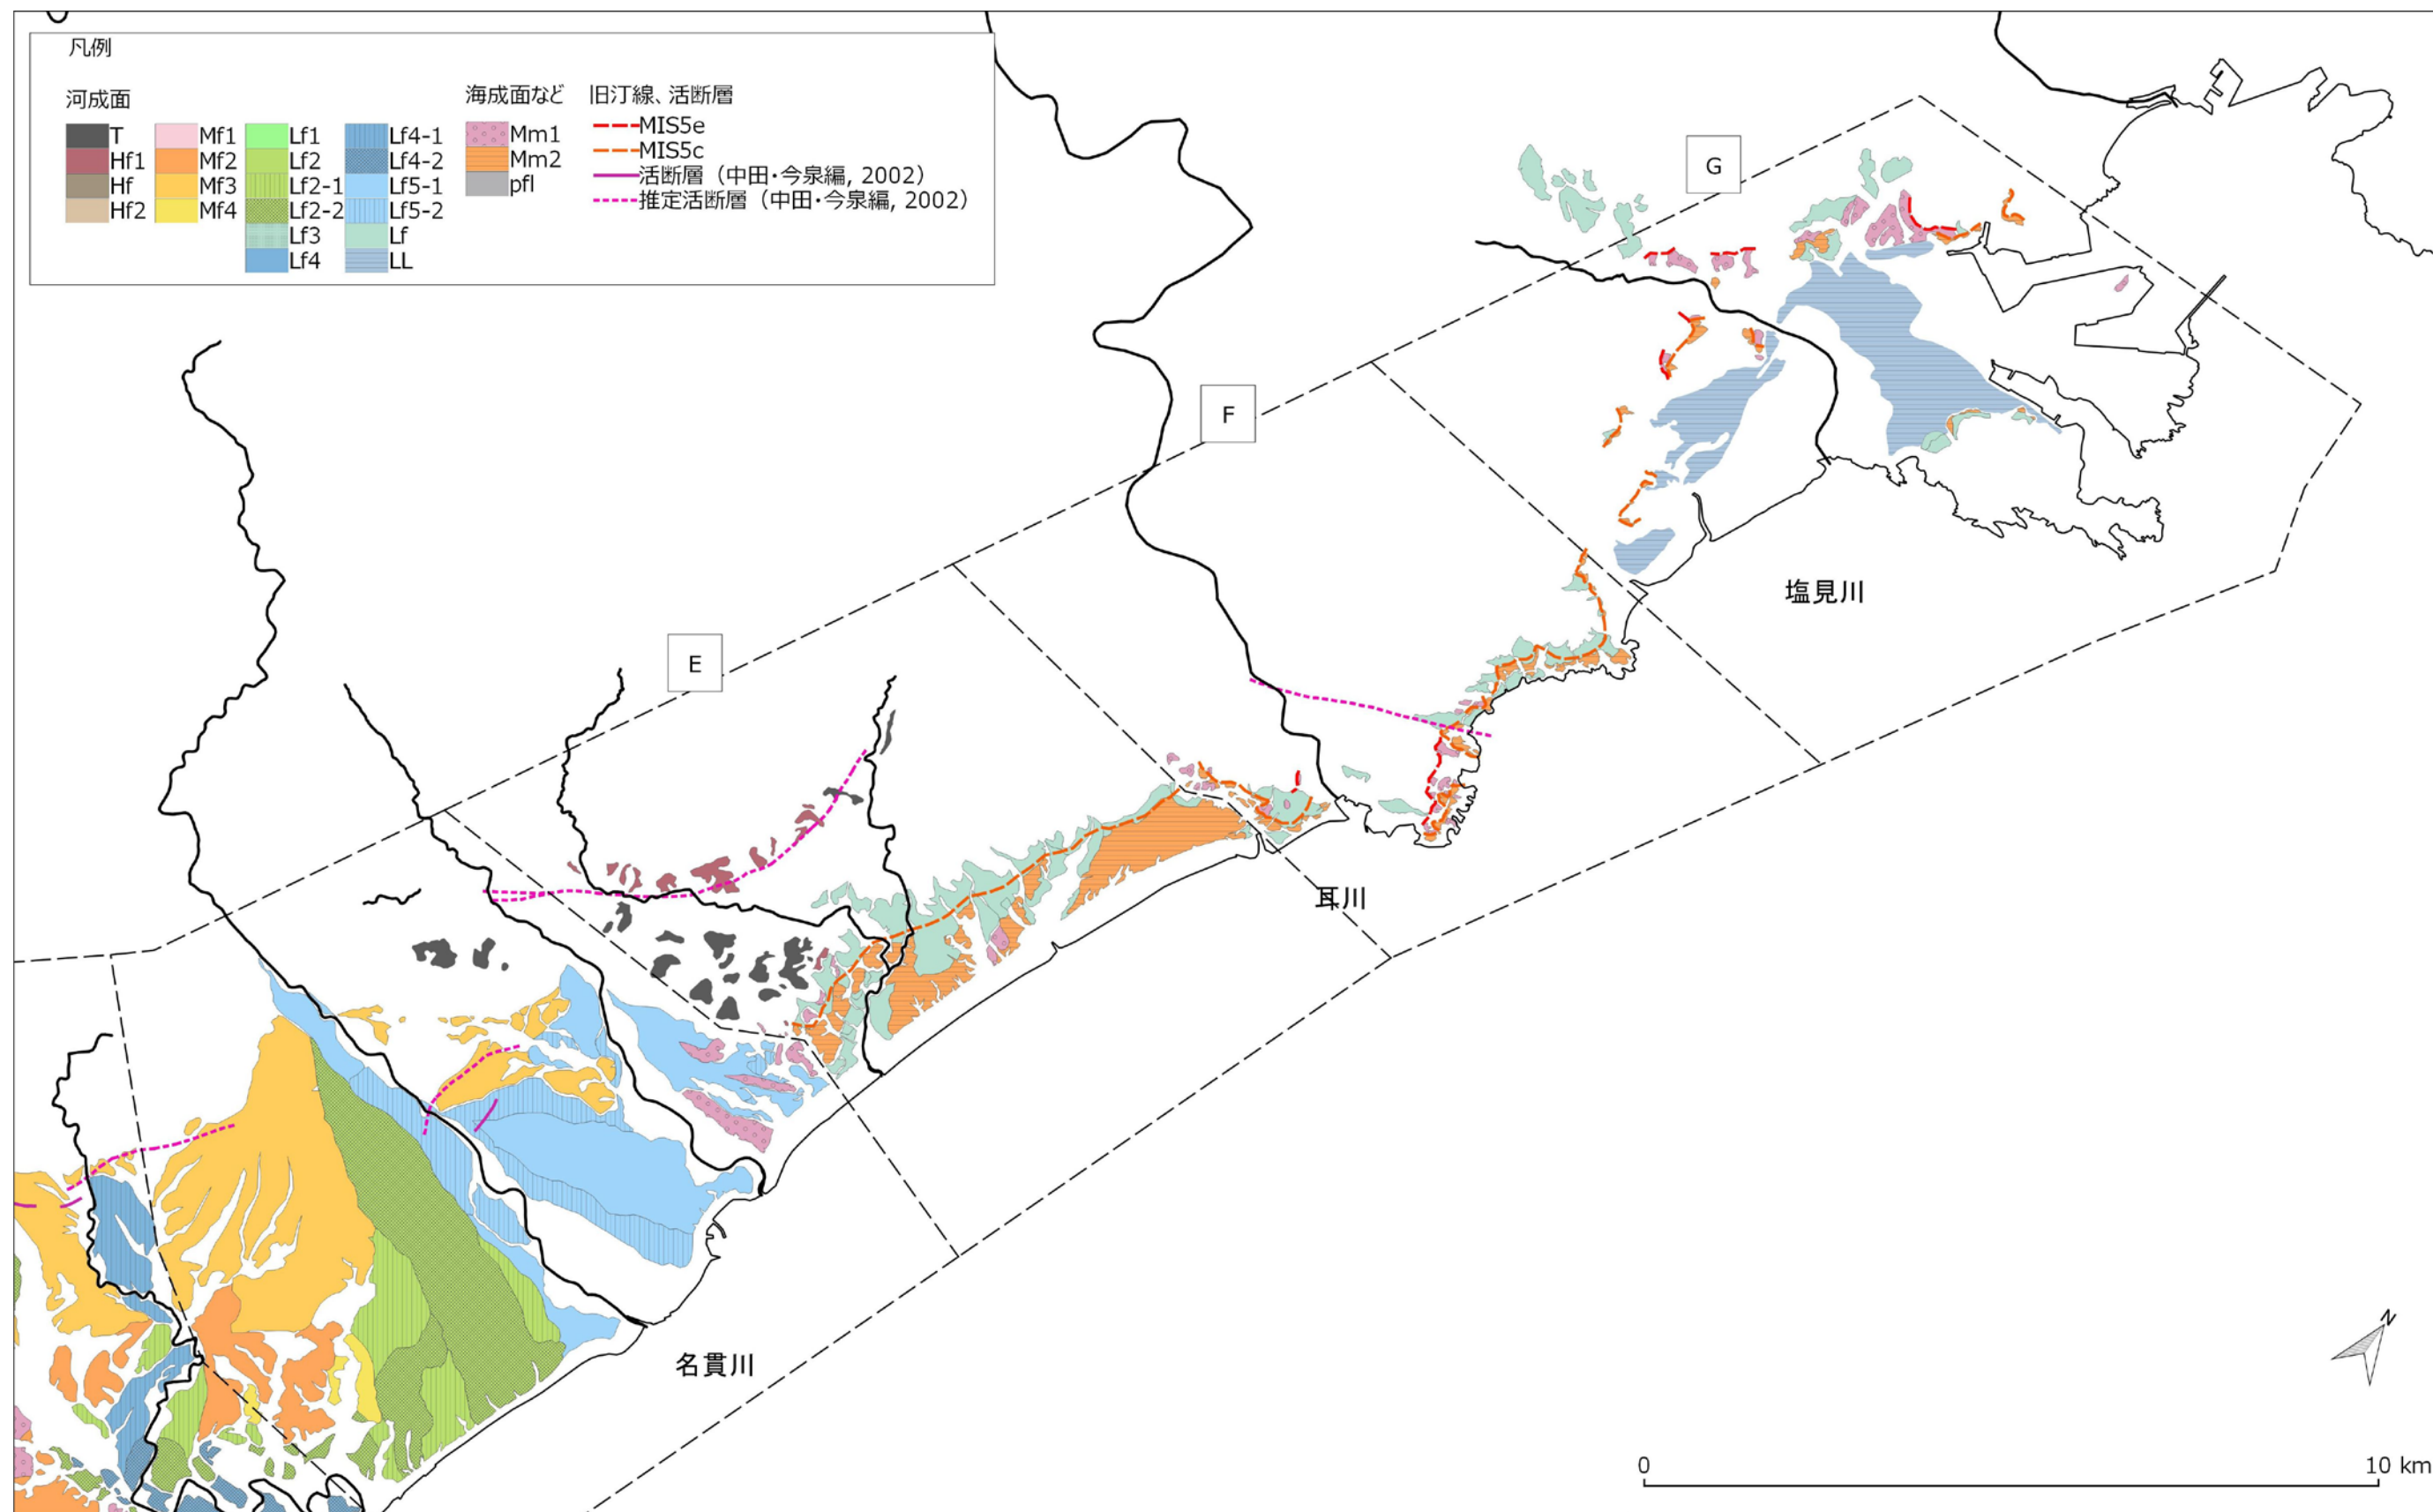 凡例
河成面
T
Hf1
Hf
Hf2
Mf1
Mf2
Mf3
Mf4
Lf1
Lf2
Lf2-1
Lf2-2
Lf3
Lf4
Lf4-1
Lf4-2
Lf5-1
Lf5-2
Lf
LL
海成面など
Mm1
Mm2
pfl
旧汀線、活断層
MIS5e
MIS5c
活断層（中田・今泉編, 2002）
推定活断層（中田・今泉編, 2002）
G
F
E
塩見川
耳川
名貫川
N
0 10 km